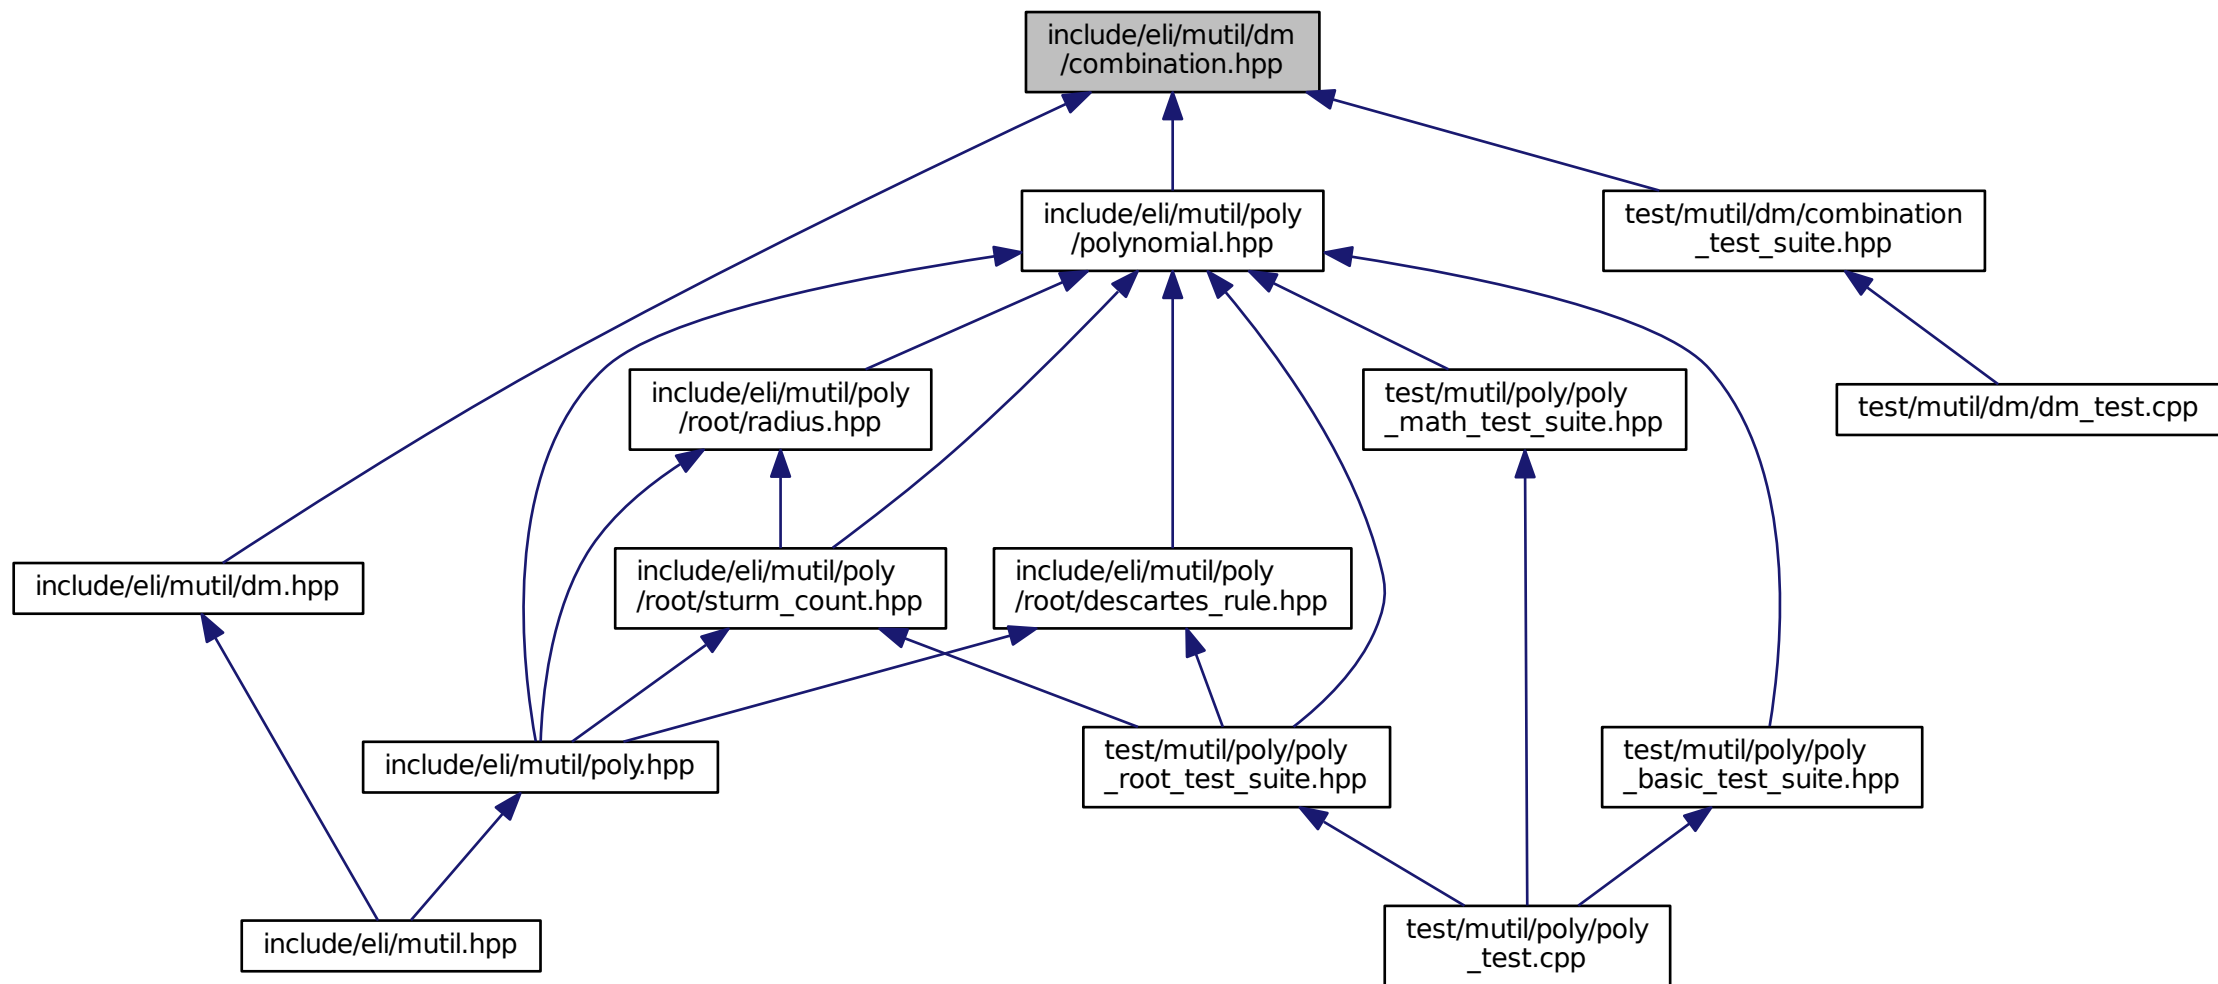 include/eli/mutil/dm
/combination.hpp
include/eli/mutil/poly
/polynomial.hpp
test/mutil/dm/combination
_test_suite.hpp
include/eli/mutil/poly
/root/radius.hpp
test/mutil/poly/poly
_math_test_suite.hpp
test/mutil/dm/dm_test.cpp
include/eli/mutil/dm.hpp
include/eli/mutil/poly
/root/sturm_count.hpp
include/eli/mutil/poly
/root/descartes_rule.hpp
include/eli/mutil/poly.hpp
test/mutil/poly/poly
_root_test_suite.hpp
test/mutil/poly/poly
_basic_test_suite.hpp
include/eli/mutil.hpp
test/mutil/poly/poly
_test.cpp